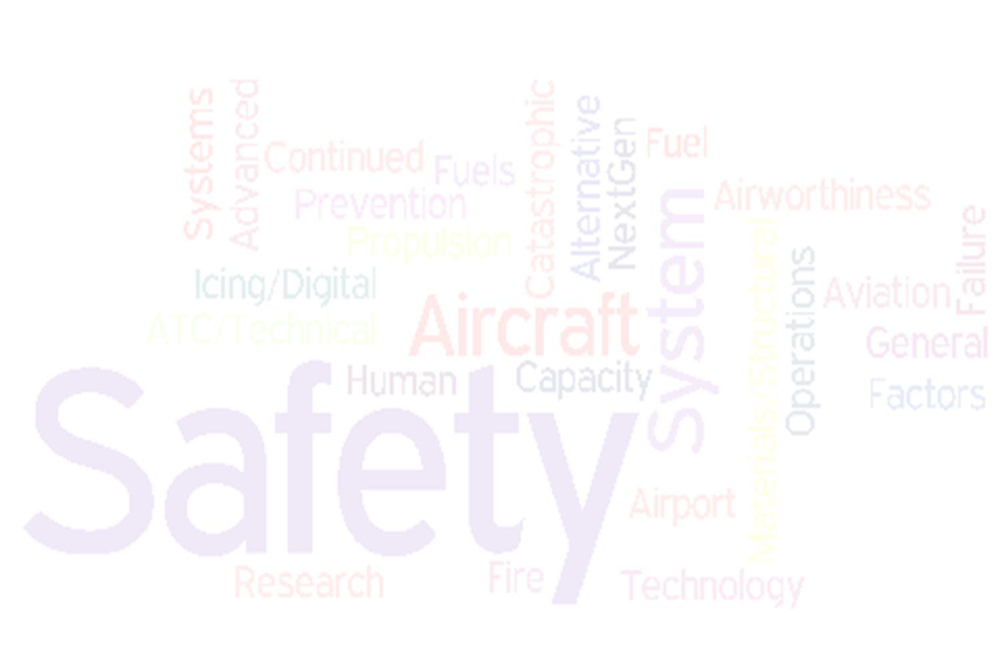 Systems
Advanced
Continued
Fuels
Prevention
Propulsion
Catastrophic
Alternative
NextGen
Fuel
System
Airworthiness
Materials/Structural
Operations
Failure
Aviation
General
Factors
Icing/Digital
ATC/Technical
Aircraft
Human
Capacity
Safety
Airport
Research
Fire
Technology